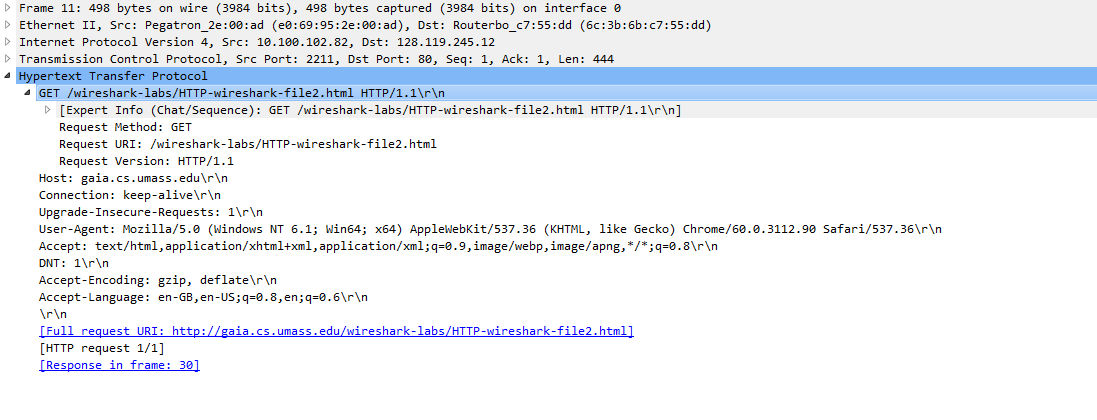 Frame 11: 498 bytes on wire (3984 bits), 498 bytes captured (3984 bits) on interface 0
Ethernet II, Src: Pegatron_2e:00:ad (e0:69:95:2e:00:ad), Dst: Routerbo_c7:55:dd (6c:3b:6b:c7:55:dd)
Internet Protocol Version 4, Src: 10.100.102.82, Dst: 128.119.245.12
Transmission Control Protocol, Src Port: 2211, Dst Port: 80, Seq: 1, Ack: 1, Len: 444
Hypertext Transfer Protocol
GET /wireshark-labs/HTTP-wireshark-file2.html HTTP/1.1\r\n
[Expert Info (Chat/Sequence): GET /wireshark-labs/HTTP-wireshark-file2.html HTTP/1.1\r\n]
Request Method: GET
Request URI: /wireshark-labs/HTTP-wireshark-file2.html
Request Version: HTTP/1.1
Host: gaia.cs.umass.edu\r\n
Connection: keep-alive\r\n
Upgrade-Insecure-Requests: 1\r\n
User-Agent: Mozilla/5.0 (Windows NT 6.1; Win64; x64) AppleWebKit/537.36 (KHTML, like Gecko) Chrome/60.0.3112.90 Safari/537.36\r\n
Accept: text/html,application/xhtml+xml,application/xml;q=0.9,image/webp,image/apng,*/*;q=0.8\r\n
DNT: 1\r\n
Accept-Encoding: gzip, deflate\r\n
Accept-Language: en-GB,en-US;q=0.8,en;q=0.6\r\n
\r\n
[Full request URI: http://gaia.cs.umass.edu/wireshark-labs/HTTP-wireshark-file2.html]
[HTTP request 1/1]
[Response in frame: 30]